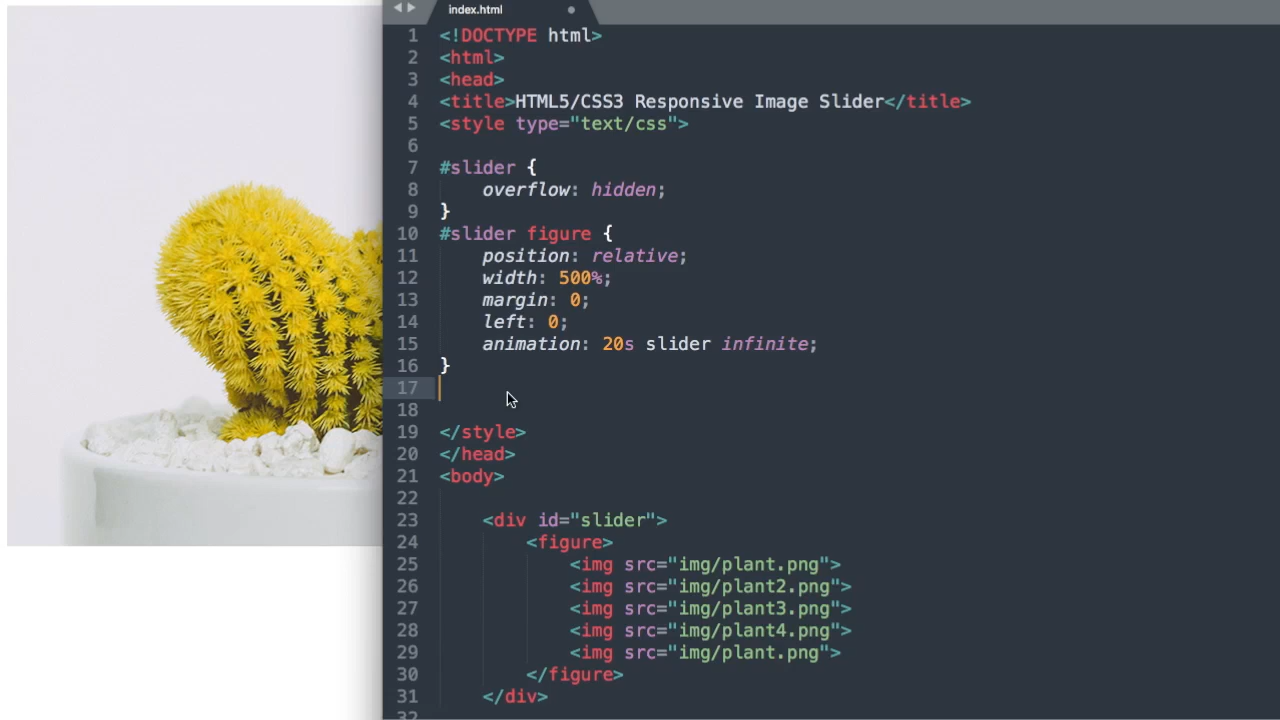 index.html
1 <!DOCTYPE html>
2 <html>
3 <head>
4 <title>HTML5/CSS3 Responsive Image Slider</title>
5 <style type="text/css">
6
7 #slider {
8 overflow: hidden;
9 }
10 #slider figure {
11 position: relative;
12 width: 500%;
13 margin: 0;
14 left: 0;
15 animation: 20s slider infinite;
16 }
17
18
19 </style>
20 </head>
21 <body>
22
23 <div id="slider">
24 <figure>
25 <img src="img/plant.png">
26 <img src="img/plant2.png">
27 <img src="img/plant3.png">
28 <img src="img/plant4.png">
29 <img src="img/plant.png">
30 </figure>
31 </div>
32